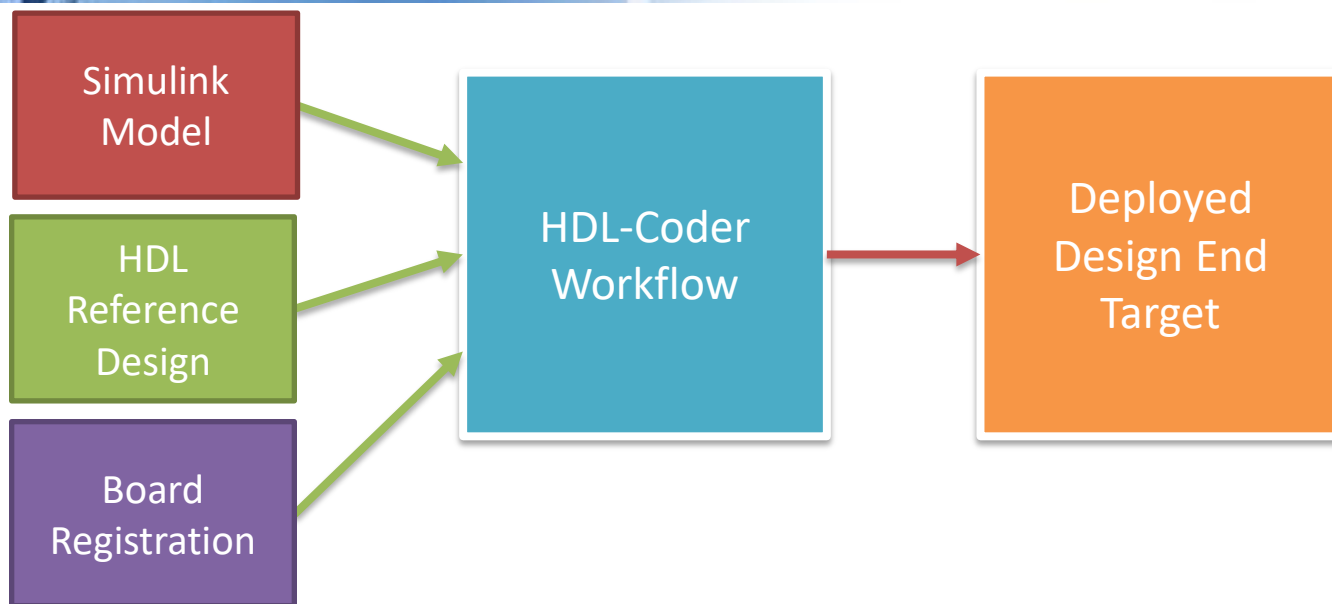 Simulink
Model
HDL
Reference
Design
Board
Registration
HDL-Coder
Workflow
Deployed
Design End
Target